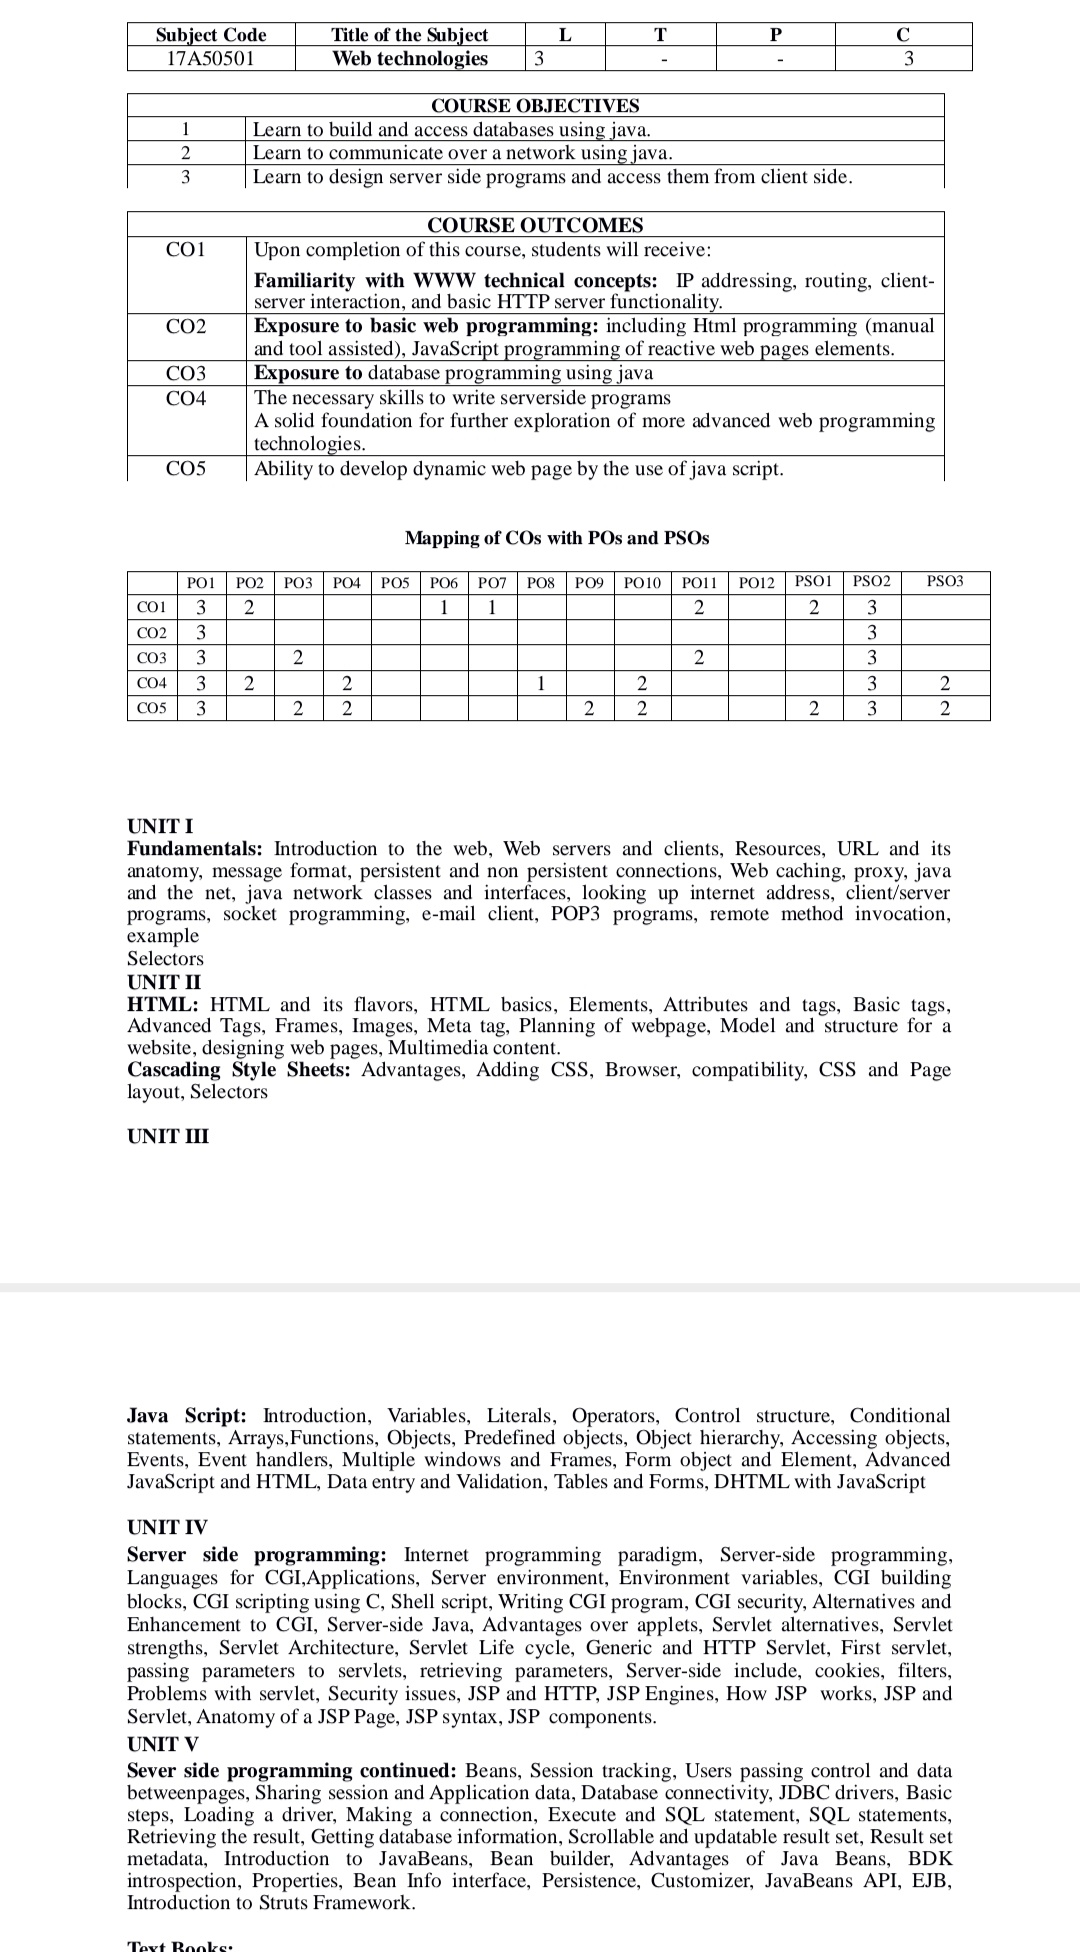 Subject Code Title of the Subject L T P C
17A50501 Web technologies 3 - - 3
COURSE OBJECTIVES
1 Learn to build and access databases using java.
2 Learn to communicate over a network using java.
3 Learn to design server side programs and access them from client side.
COURSE OUTCOMES
CO1 Upon completion of this course, students will receive:
Familiarity with WWW technical concepts: IP addressing, routing, client-
server interaction, and basic HTTP server functionality.
CO2 Exposure to basic web programming: including Html programming (manual
and tool assisted), JavaScript programming of reactive web pages elements.
CO3 Exposure to database programming using java
CO4 The necessary skills to write serverside programs
A solid foundation for further exploration of more advanced web programming
technologies.
CO5 Ability to develop dynamic web page by the use of java script.
Mapping of COs with POs and PSOs
PO1 PO2 PO3 PO4 PO5 PO6 PO7 PO8 PO9 PO10 PO11 PO12 PSO1 PSO2 PSO3
CO1 3 2 1 1 2 2 3
CO2 3 3
CO3 3 2 2 3
CO4 3 2 2 1 2 3 2
CO5 3 2 2 2 2 2 3 2
UNIT I
Fundamentals: Introduction to the web, Web servers and clients, Resources, URL and its
anatomy, message format, persistent and non persistent connections, Web caching, proxy, java
and the net, java network classes and interfaces, looking up internet address, client/server
programs, socket programming, e-mail client, POP3 programs, remote method invocation,
example
Selectors
UNIT II
HTML: HTML and its flavors, HTML basics, Elements, Attributes and tags, Basic tags,
Advanced Tags, Frames, Images, Meta tag, Planning of webpage, Model and structure for a
website, designing web pages, Multimedia content.
Cascading Style Sheets: Advantages, Adding CSS, Browser, compatibility, CSS and Page
layout, Selectors
UNIT III
Java Script: Introduction, Variables, Literals, Operators, Control structure, Conditional
statements, Arrays,Functions, Objects, Predefined objects, Object hierarchy, Accessing objects,
Events, Event handlers, Multiple windows and Frames, Form object and Element, Advanced
JavaScript and HTML, Data entry and Validation, Tables and Forms, DHTML with JavaScript
UNIT IV
Server side programming: Internet programming paradigm, Server-side programming,
Languages for CGI,Applications, Server environment, Environment variables, CGI building
blocks, CGI scripting using C, Shell script, Writing CGI program, CGI security, Alternatives and
Enhancement to CGI, Server-side Java, Advantages over applets, Servlet alternatives, Servlet
strengths, Servlet Architecture, Servlet Life cycle, Generic and HTTP Servlet, First servlet,
passing parameters to servlets, retrieving parameters, Server-side include, cookies, filters,
Problems with servlet, Security issues, JSP and HTTP, JSP Engines, How JSP works, JSP and
Servlet, Anatomy of a JSP Page, JSP syntax, JSP components.
UNIT V
Sever side programming continued: Beans, Session tracking, Users passing control and data
betweenpages, Sharing session and Application data, Database connectivity, JDBC drivers, Basic
steps, Loading a driver, Making a connection, Execute and SQL statement, SQL statements,
Retrieving the result, Getting database information, Scrollable and updatable result set, Result set
metadata, Introduction to JavaBeans, Bean builder, Advantages of Java Beans, BDK
introspection, Properties, Bean Info interface, Persistence, Customizer, JavaBeans API, EJB,
Introduction to Struts Framework.
Text Books: